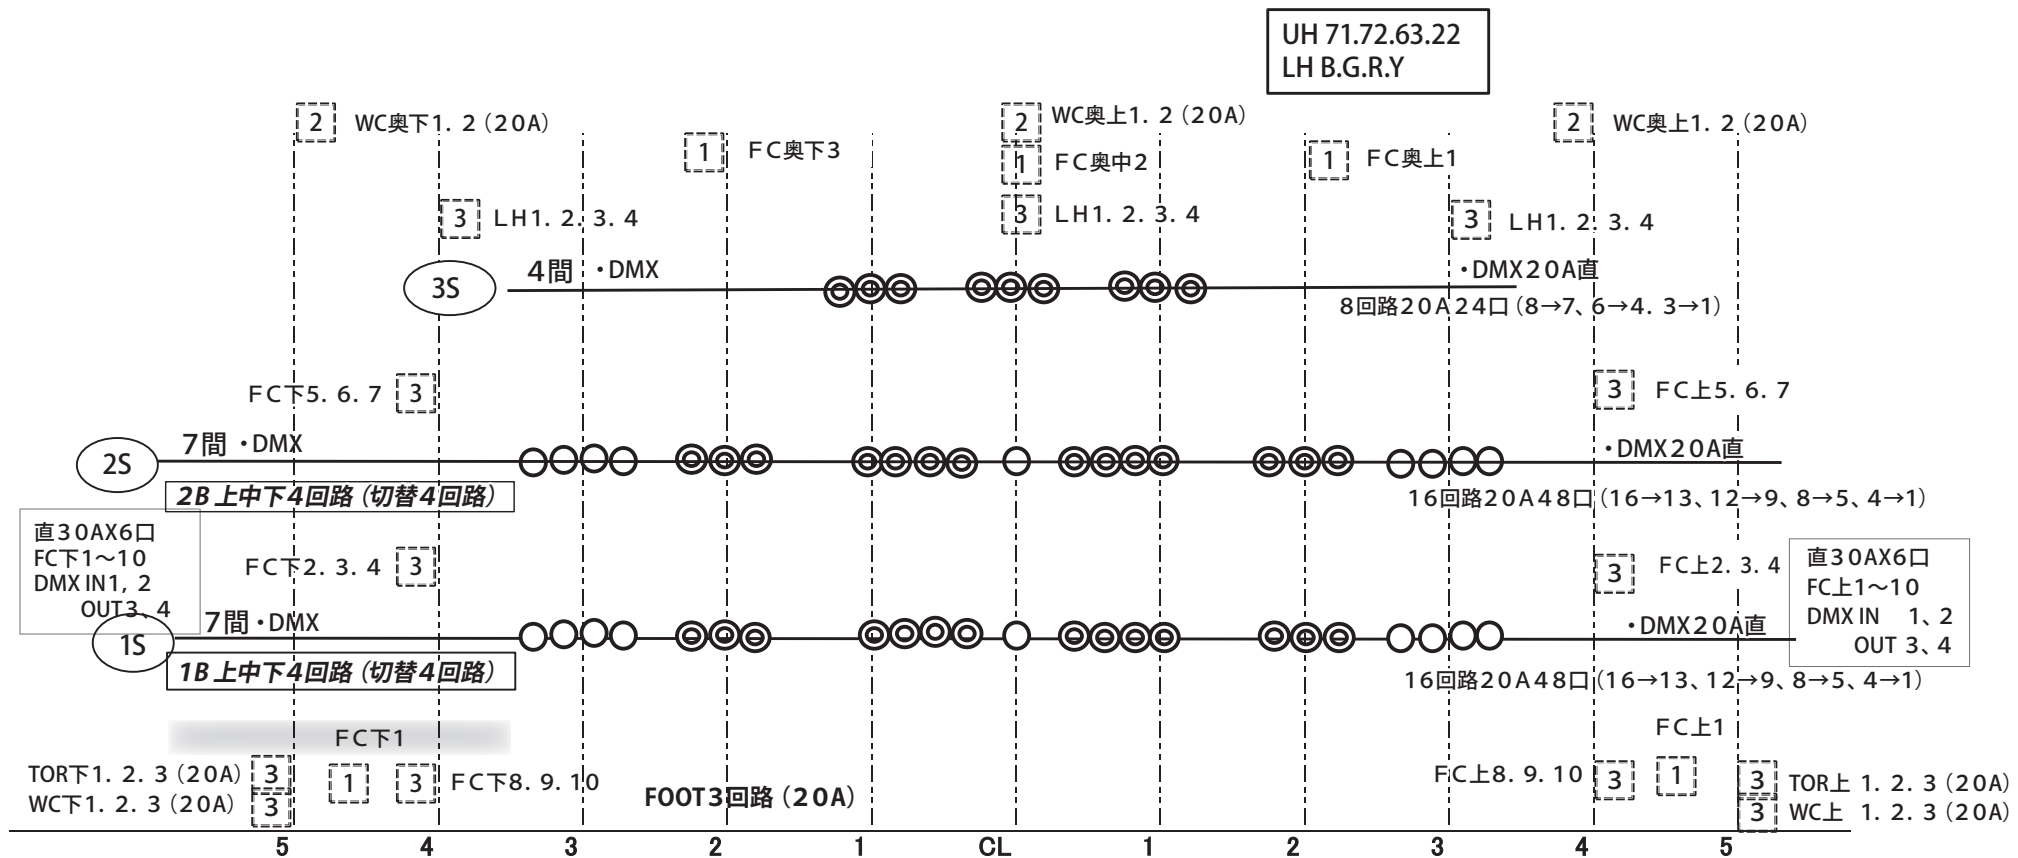 UH 71.72.63.22
LH B.G.R.Y
2 WC奥下1. 2（20A）
2 WC奥上1. 2（20A）
2 WC奥上1. 2（20A）
1 FC奥下3
1 FC奥中2
1 FC奥上1
3 LH1. 2. 3. 4
3 LH1. 2. 3. 4
3 LH1. 2. 3. 4
3S 4間 ・DMX
・DMX20A直
8回路20A24口（8→7、6→4. 3→1）
FC下5. 6. 7 3
3 FC上5. 6. 7
2S 7間 ・DMX
・DMX20A直
2B 上中下4回路（切替4回路）
16回路20A48口（16→13、12→9、8→5、4→1）
直30AX6口
FC下1～10
DMX IN1, 2
OUT3、4
FC下2. 3. 4 3
3 FC上2. 3. 4
直30AX6口
FC上1～10
DMX IN 1、2
OUT 3、4
1S 7間・DMX
・DMX20A直
1B 上中下4回路（切替4回路）
16回路20A48口（16→13、12→9、8→5、4→1）
FC下1
FC上1
TOR下1. 2. 3（20A） 3
1
3 FC下8. 9. 10
WC下1. 2. 3（20A） 3
FOOT3回路（20A）
FC上8. 9. 10 3
1
3 TOR上 1. 2. 3（20A）
3 WC上 1. 2. 3（20A）
5 4 3 2 1 CL 1 2 3 4 5